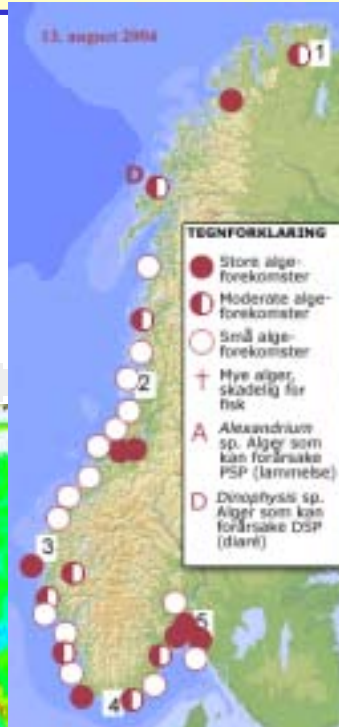 13. august 2004
1
D
TEGNFORKLARING
Store alge-
forekomster
Moderate alge-
forekomster
Små alge-
forekomster
† Mye alger,
skadelig for
fisk
A Alexandrium
sp. Alger som
kan forårsake
PSP (lammelse)
D Dinophysis sp.
Alger som kan
forårsake DSP
(diaré)
2
3
5
4